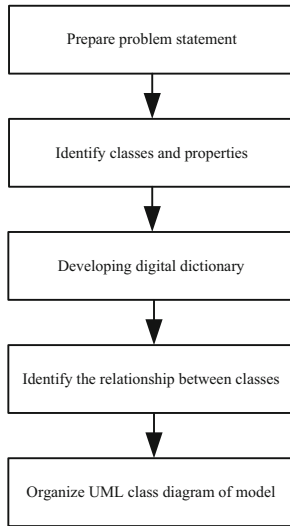 Prepare problem statement
Identify classes and properties
Developing digital dictionary
Identify the relationship between classes
Organize UML class diagram of model